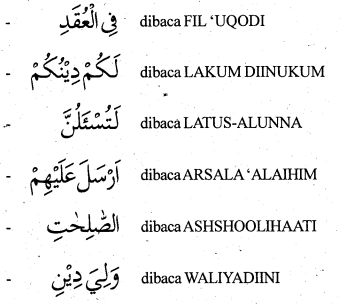 - فِى الْعُقَدِ dibaca FIL ‘UQODI
- لَكُمْ دِيْنُكُمْ dibaca LAKUM DIINUKUM
- لَتُسْئَلُنَّ dibaca LATUS-ALUNNA
- اَرْسَلَ عَلَيْهِمْ dibaca ARSALA ‘ALAIHIM
- الصّٰلِحٰتِ dibaca ASHSHOOLIHAATI
- وَلِيَ دِيْنِ dibaca WALIYADIINI